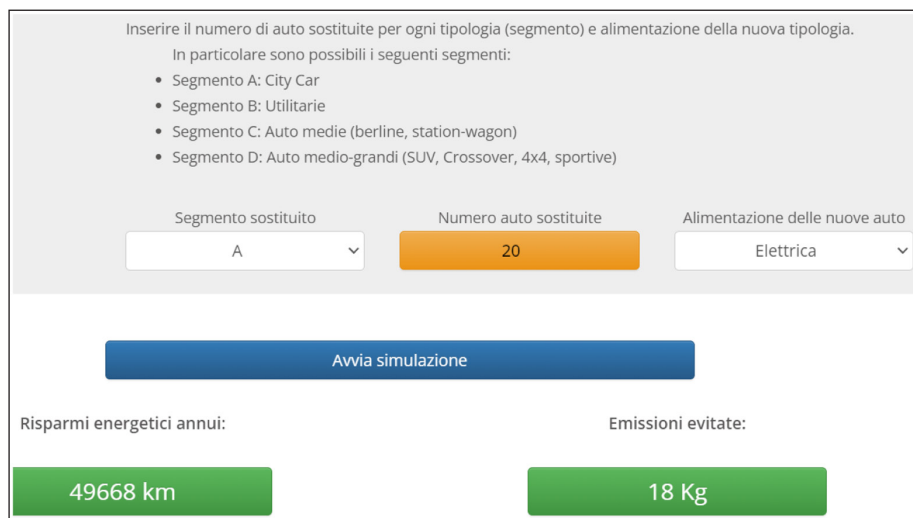 Inserire il numero di auto sostituite per ogni tipologia (segmento) e alimentazione della nuova tipologia.
In particolare sono possibili i seguenti segmenti:
• Segmento A: City Car
• Segmento B: Utilitarie
• Segmento C: Auto medie (berline, station-wagon)
• Segmento D: Auto medio-grandi (SUV, Crossover, 4x4, sportive)
Segmento sostituito Numero auto sostituite Alimentazione delle nuove auto
A 20 Elettrica
Avvia simulazione
Risparmi energetici annui: Emissioni evitate:
49668 km 18 Kg